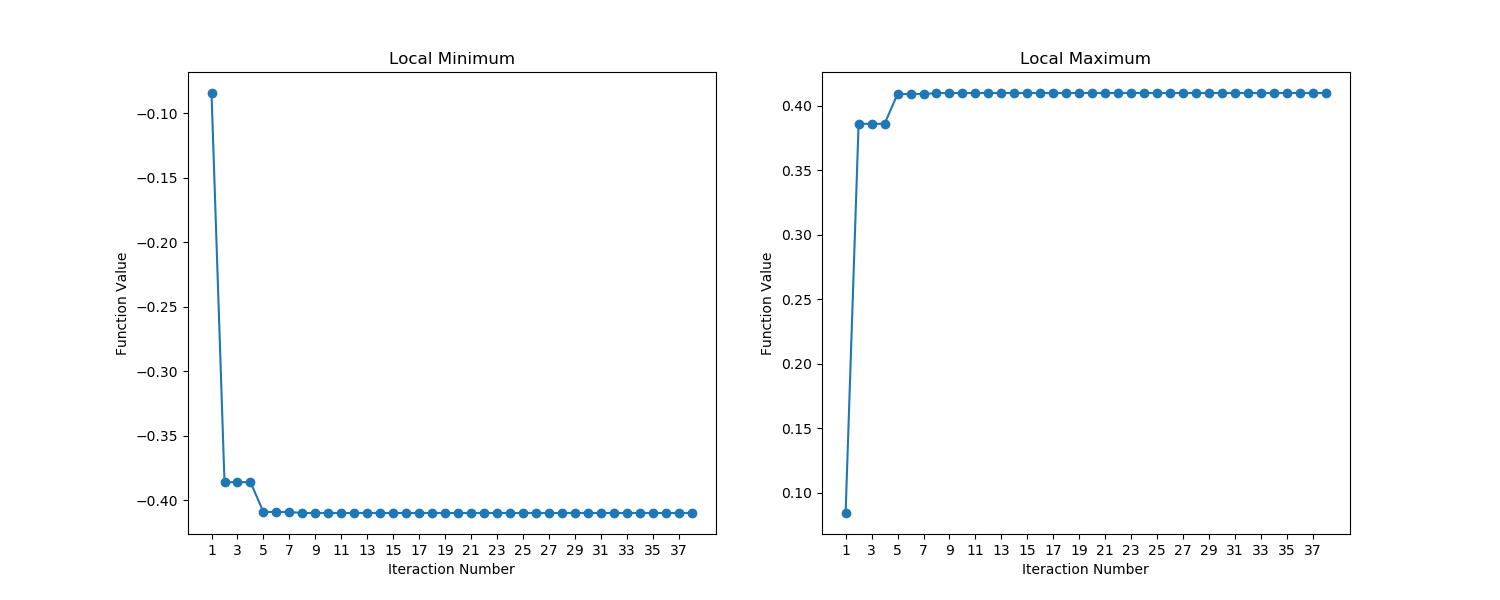 Local Minimum
Function Value
−0.10
−0.15
−0.20
−0.25
−0.30
−0.35
−0.40
1 3 5 7 9 11 13 15 17 19 21 23 25 27 29 31 33 35 37
Iteraction Number
Local Maximum
Function Value
0.40
0.35
0.30
0.25
0.20
0.15
0.10
1 3 5 7 9 11 13 15 17 19 21 23 25 27 29 31 33 35 37
Iteraction Number